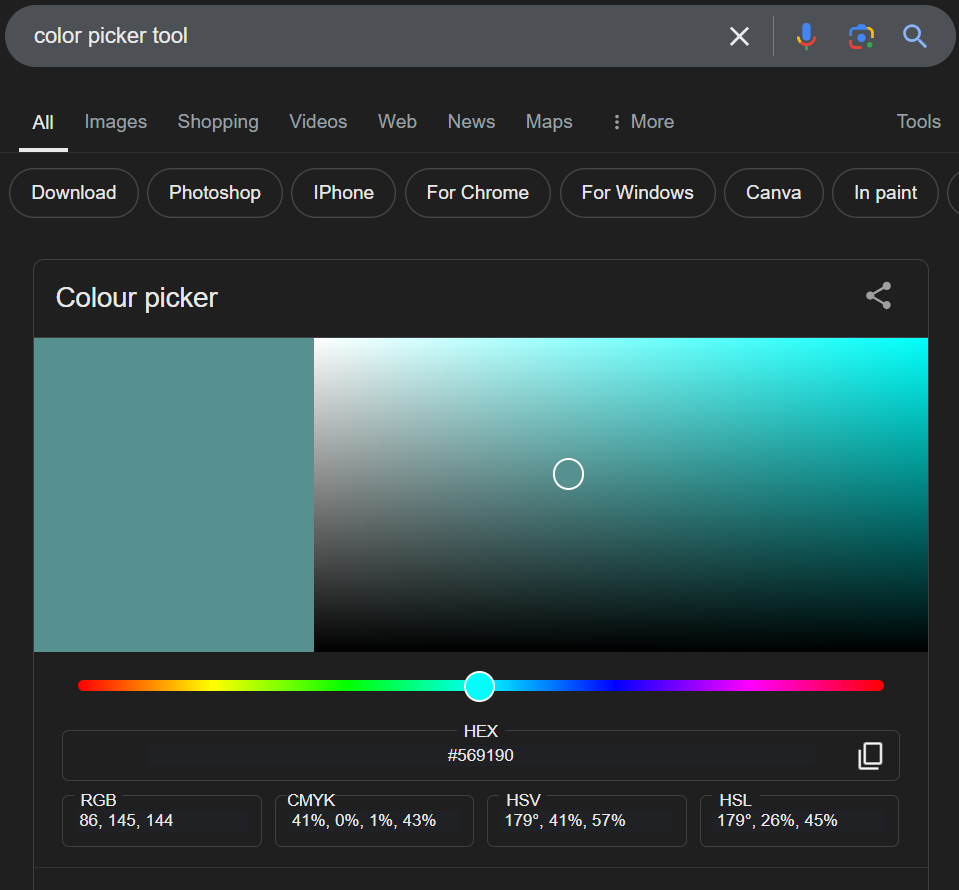 color picker tool
All Images Shopping Videos Web News Maps More Tools
Download Photoshop IPhone For Chrome For Windows Canva In paint
Colour picker
HEX
#569190
RGB CMYK HSV HSL
86, 145, 144 41%, 0%, 1%, 43% 179°, 41%, 57% 179°, 26%, 45%